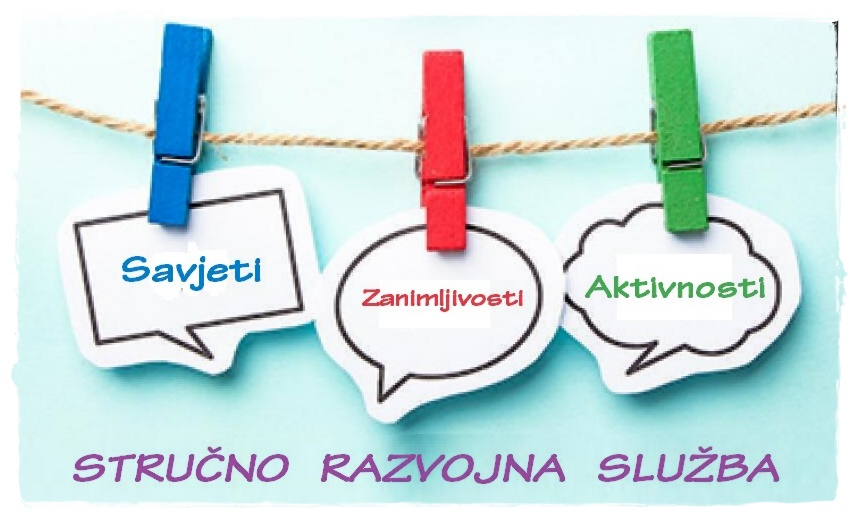 Savjeti
Zanimljivosti
Aktivnosti
STRUČNO RAZVOJNA SLUŽBA